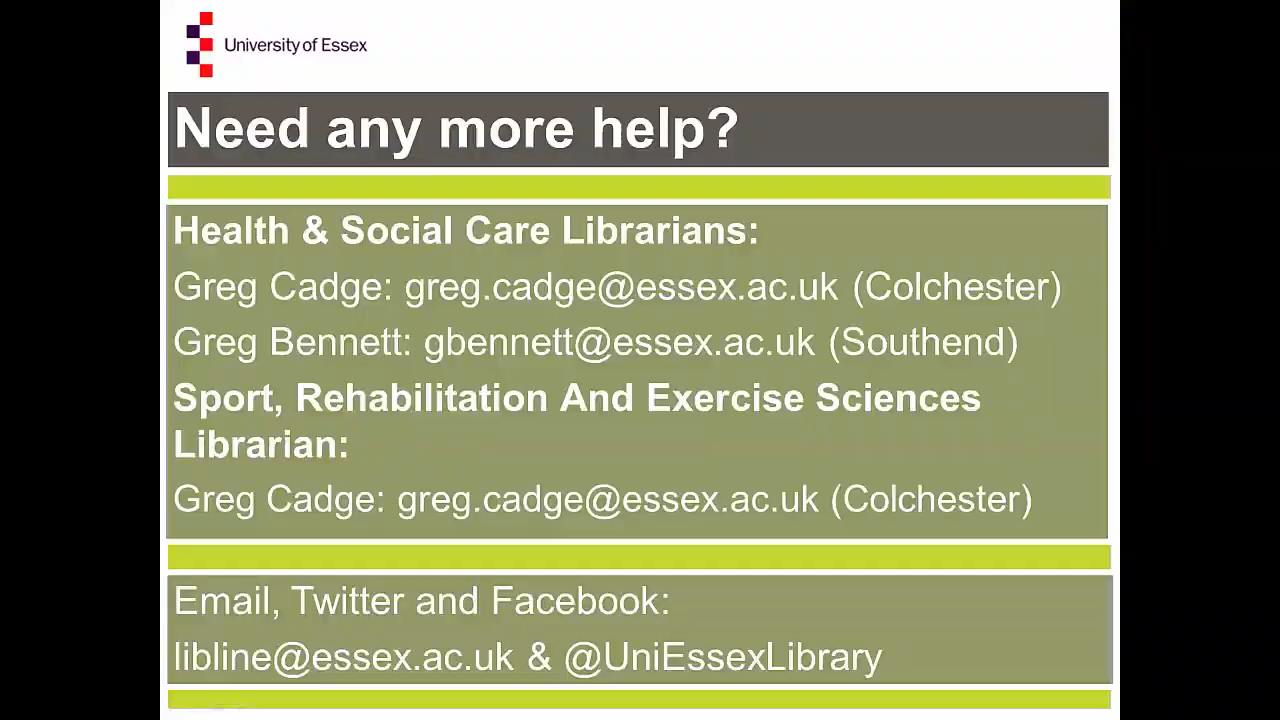 University of Essex
Need any more help?
Health & Social Care Librarians:
Greg Cadge: greg.cadge@essex.ac.uk (Colchester)
Greg Bennett: gbennett@essex.ac.uk (Southend)
Sport, Rehabilitation And Exercise Sciences
Librarian:
Greg Cadge: greg.cadge@essex.ac.uk (Colchester)
Email, Twitter and Facebook:
libline@essex.ac.uk & @UniEssexLibrary